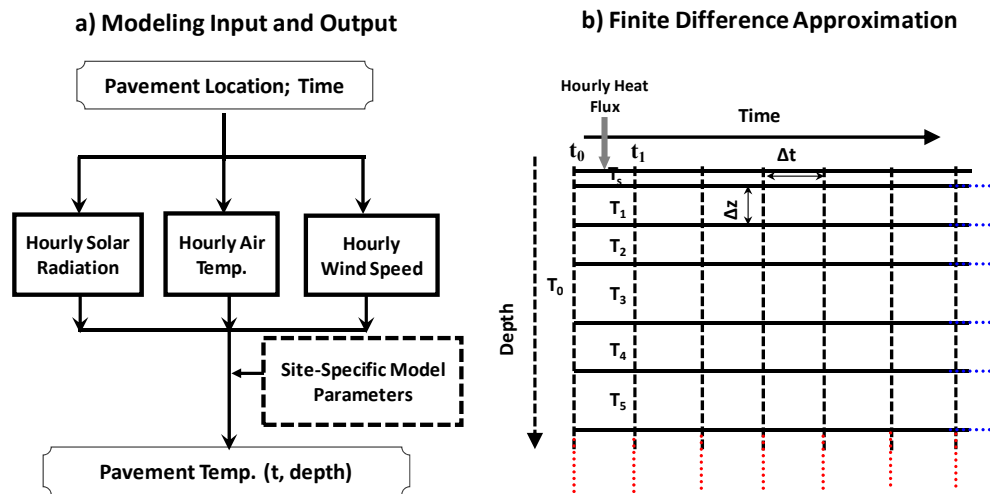 a) Modeling Input and Output
Pavement Location; Time
Hourly Solar
Radiation
Hourly Air
Temp.
Hourly
Wind Speed
Site-Specific Model
Parameters
Pavement Temp. (t, depth)
b) Finite Difference Approximation
Hourly Heat
Flux
Time
t₀
t₁
Δt
Tₛ
Δz
T₁
T₂
T₀
T₃
T₄
T₅
Depth